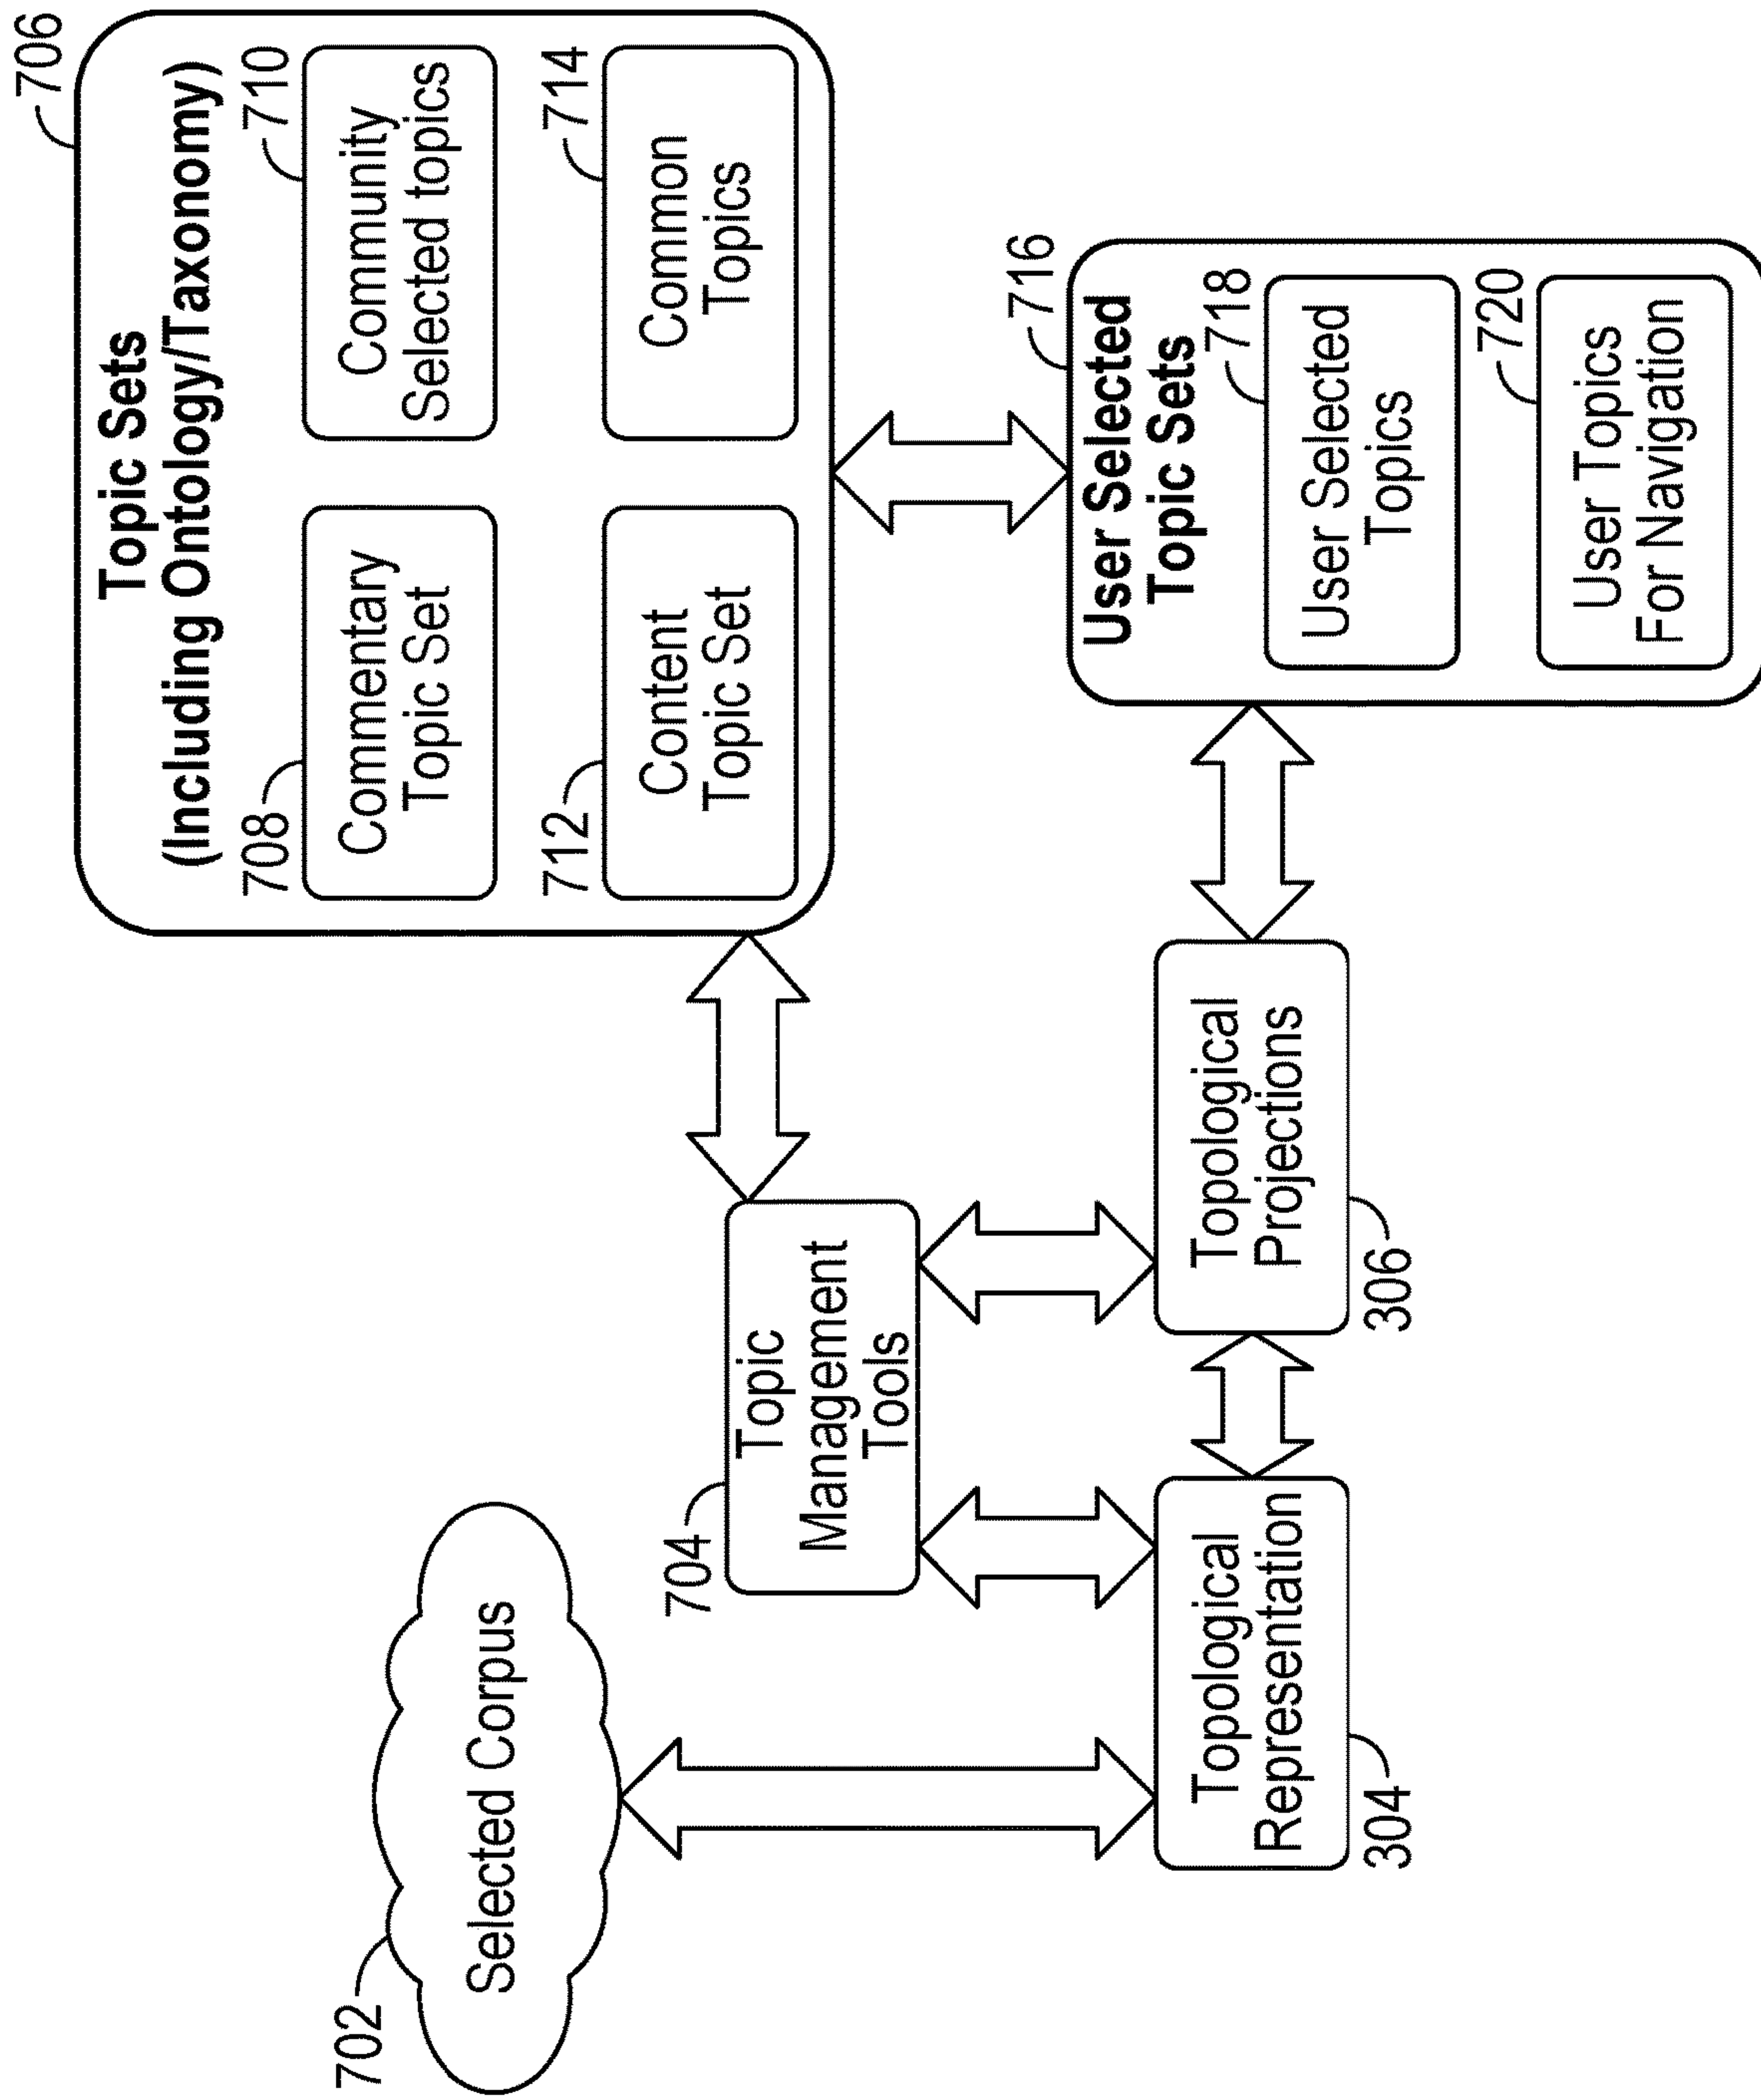 706
Topic Sets
(Including Ontology/Taxonomy)
708
Commentary
Topic Set
710
Community
Selected topics
712
Content
Topic Set
714
Common
Topics
702
Selected Corpus
704
Topic
Management
Tools
716
User Selected
Topic Sets
718
User Selected
Topics
720
User Topics
For Navigation
Topological
Representation
304
Topological
Projections
306